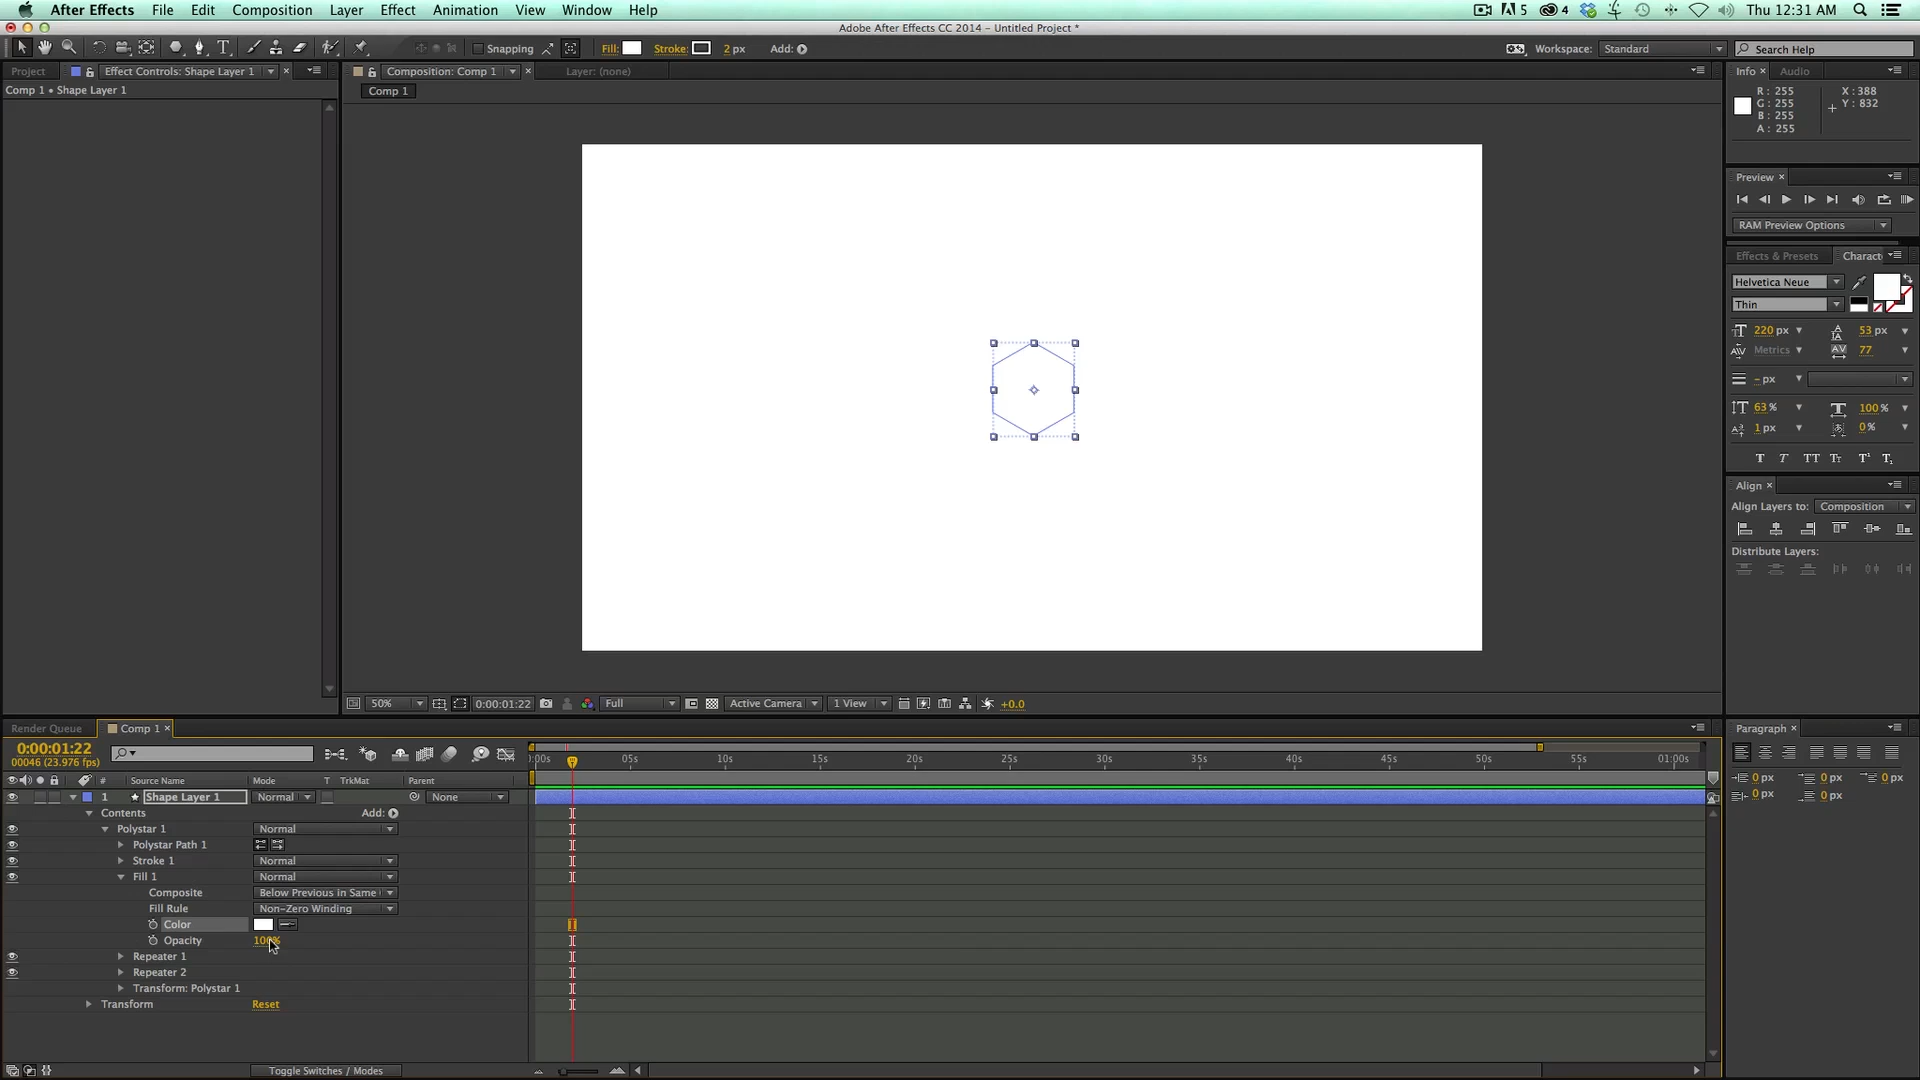 After Effects File Edit Composition Layer Effect Animation View Window Help 5 4 Thu 12:31 AM
Adobe After Effects CC 2014 – Untitled Project *
Snapping Fill: Stroke: 2 px Add: Workspace: Standard Search Help
Project Effect Controls: Shape Layer 1 × Composition: Comp 1 × Layer: (none) Info × Audio
Comp 1 • Shape Layer 1 Comp 1
R: 255 X: 388
G: 255 Y: 832
B: 255
A: 255
Preview ×
RAM Preview Options
Effects & Presets Charact
Helvetica Neue
Thin
220 px 53 px
Metrics 77
– px
63 % 100 %
1 px 0 %
T T TT Tт T¹ T₁
Align ×
Align Layers to: Composition
Distribute Layers:
50% 0:00:01:22 Full Active Camera 1 View +0.0
Render Queue Comp 1 × Paragraph ×
0:00:01:22
00046 (23.976 fps)
:00s 05s 10s 15s 20s 25s 30s 35s 40s 45s 50s 55s 01:00s
0 px 0 px 0 px
0 px 0 px
# Source Name Mode T TrkMat Parent
1 Shape Layer 1 Normal None
Contents Add:
Polystar 1 Normal
Polystar Path 1
Stroke 1 Normal
Fill 1 Normal
Composite Below Previous in Same
Fill Rule Non-Zero Winding
Color
Opacity 100%
Repeater 1
Repeater 2
Transform: Polystar 1
Transform Reset
Toggle Switches / Modes